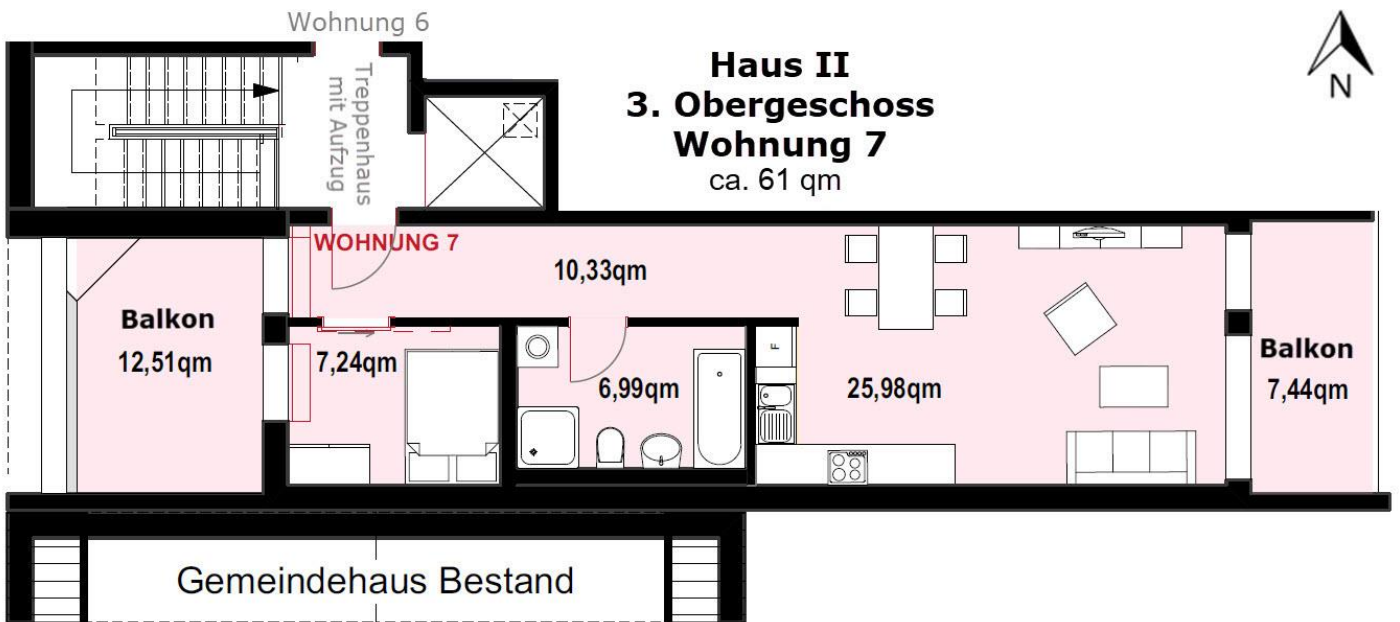 Wohnung 6
Treppenhaus
mit Aufzug
Haus II
3. Obergeschoss
Wohnung 7
ca. 61 qm
N
WOHNUNG 7
10,33qm
Balkon
12,51qm
7,24qm
6,99qm
F
25,98qm
Balkon
7,44qm
Gemeindehaus Bestand